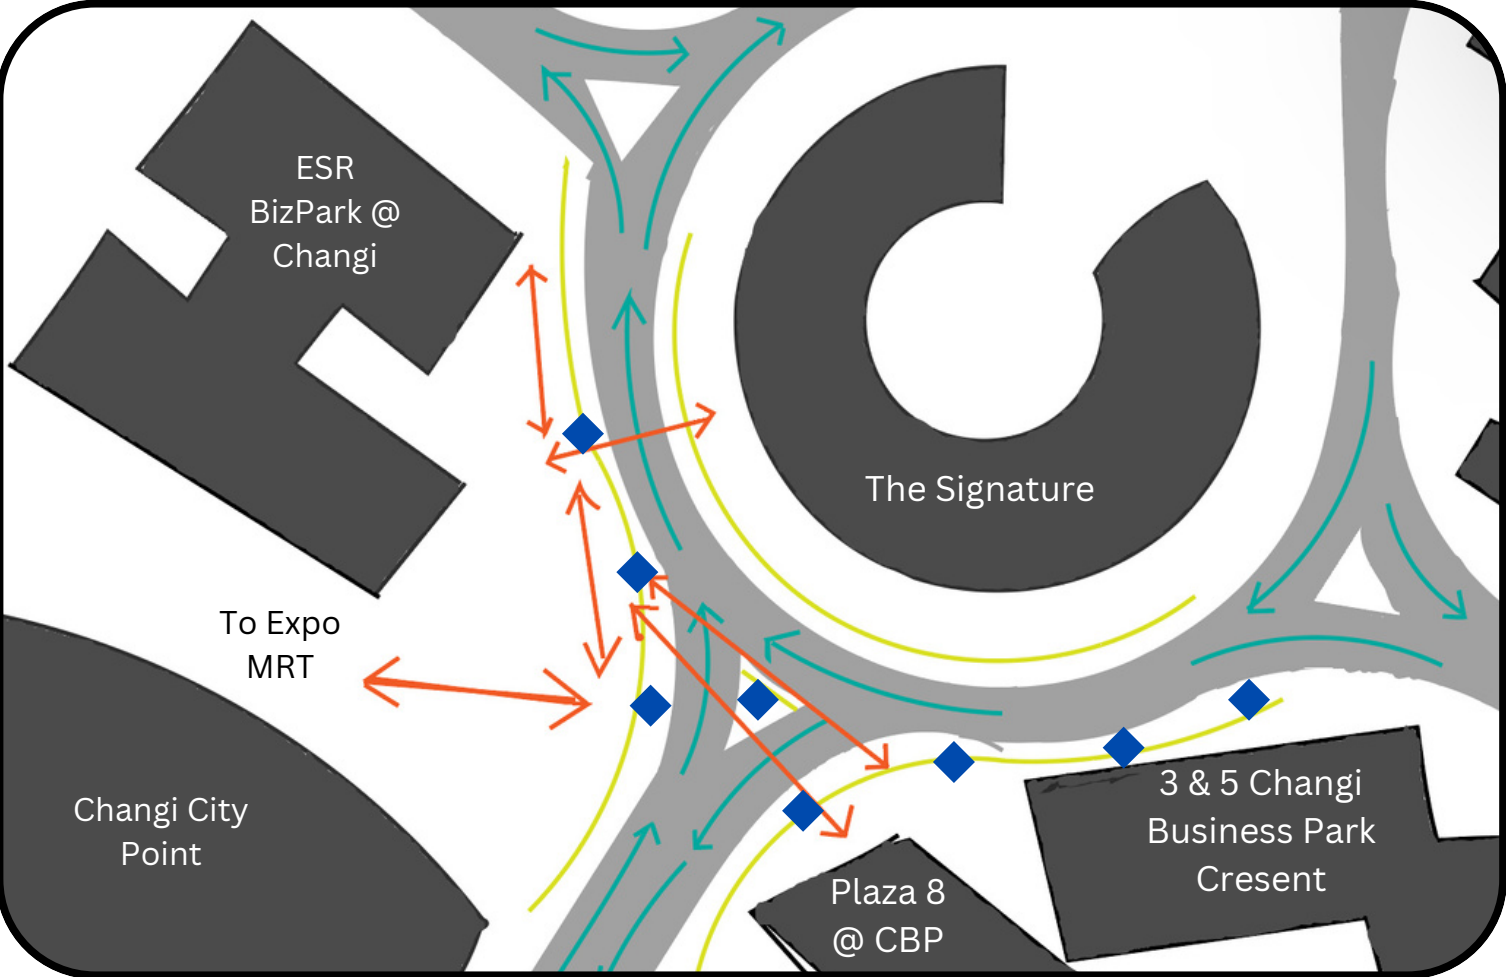 ESR
BizPark @
Changi
The Signature
To Expo
MRT
Changi City
Point
3 & 5 Changi
Business Park
Cresent
Plaza 8
@ CBP